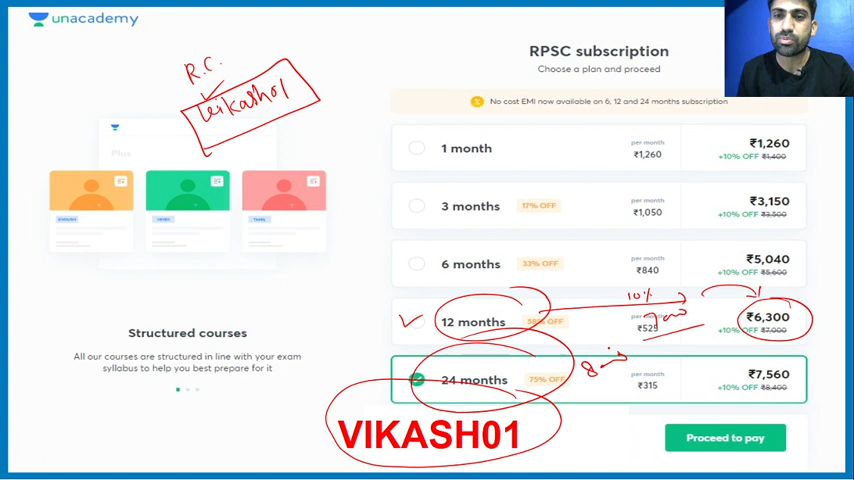 unacademy
R.C.
Vikash01
Plus
Structured courses
All our courses are structured in line with your exam
syllabus to help you best prepare for it
RPSC subscription
Choose a plan and proceed
No cost EMI now available on 6, 12 and 24 months subscription
1 month per month ₹1,260 ₹1,260 +10% OFF ₹1,400
3 months 17% OFF per month ₹1,050 ₹3,150 +10% OFF ₹3,500
6 months 33% OFF per month ₹840 ₹5,040 +10% OFF ₹5,600
10%
12 months 58% OFF per month ₹525 ₹6,300 +10% OFF ₹7,000
24 months 75% OFF per month ₹315 ₹7,560 +10% OFF ₹8,400
VIKASH01
Proceed to pay